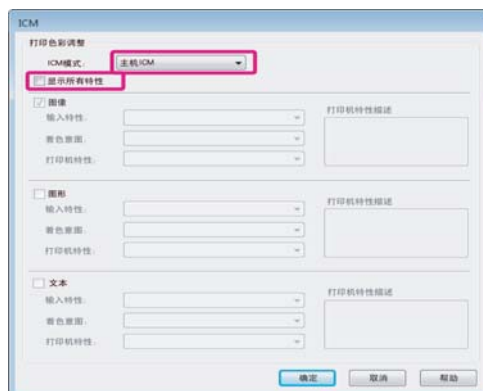 ICM
打印色彩调整
ICM模式: 主机ICM
显示所有特性
图像
输入特性:
着色意图:
打印机特性:
打印机特性描述
图形
输入特性:
着色意图:
打印机特性:
打印机特性描述
文本
输入特性:
着色意图:
打印机特性:
打印机特性描述
确定 取消 帮助